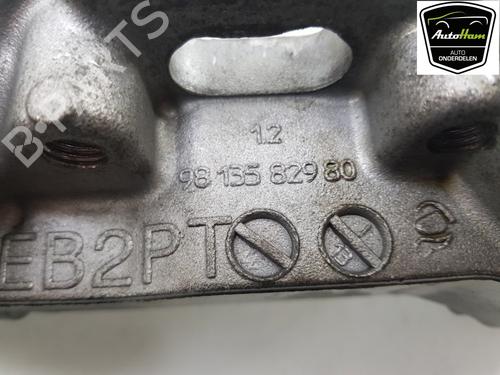 AutoHam
AUTO
ONDERDELEN
B-PARTS
1.2
98 135 829 80
EB2PT